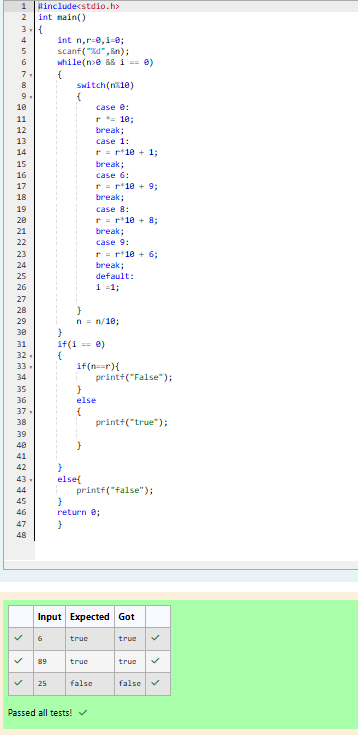 1 #include<stdio.h>
2 int main()
3 {
4 int n,r=0,i=0;
5 scanf("%d",&n);
6 while(n>0 && i == 0)
7 {
8 switch(n%10)
9 {
10 case 0:
11 r *= 10;
12 break;
13 case 1:
14 r = r*10 + 1;
15 break;
16 case 6:
17 r = r*10 + 9;
18 break;
19 case 8:
20 r = r*10 + 8;
21 break;
22 case 9:
23 r = r*10 + 6;
24 break;
25 default:
26 i =1;
27
28 }
29 n = n/10;
30 }
31 if(i == 0)
32 {
33 if(n==r){
34 printf("False");
35 }
36 else
37 {
38 printf("true");
39
40 }
41
42 }
43 else{
44 printf("false");
45 }
46 return 0;
47 }
48
Input Expected Got
6 true true
89 true true
25 false false
Passed all tests!